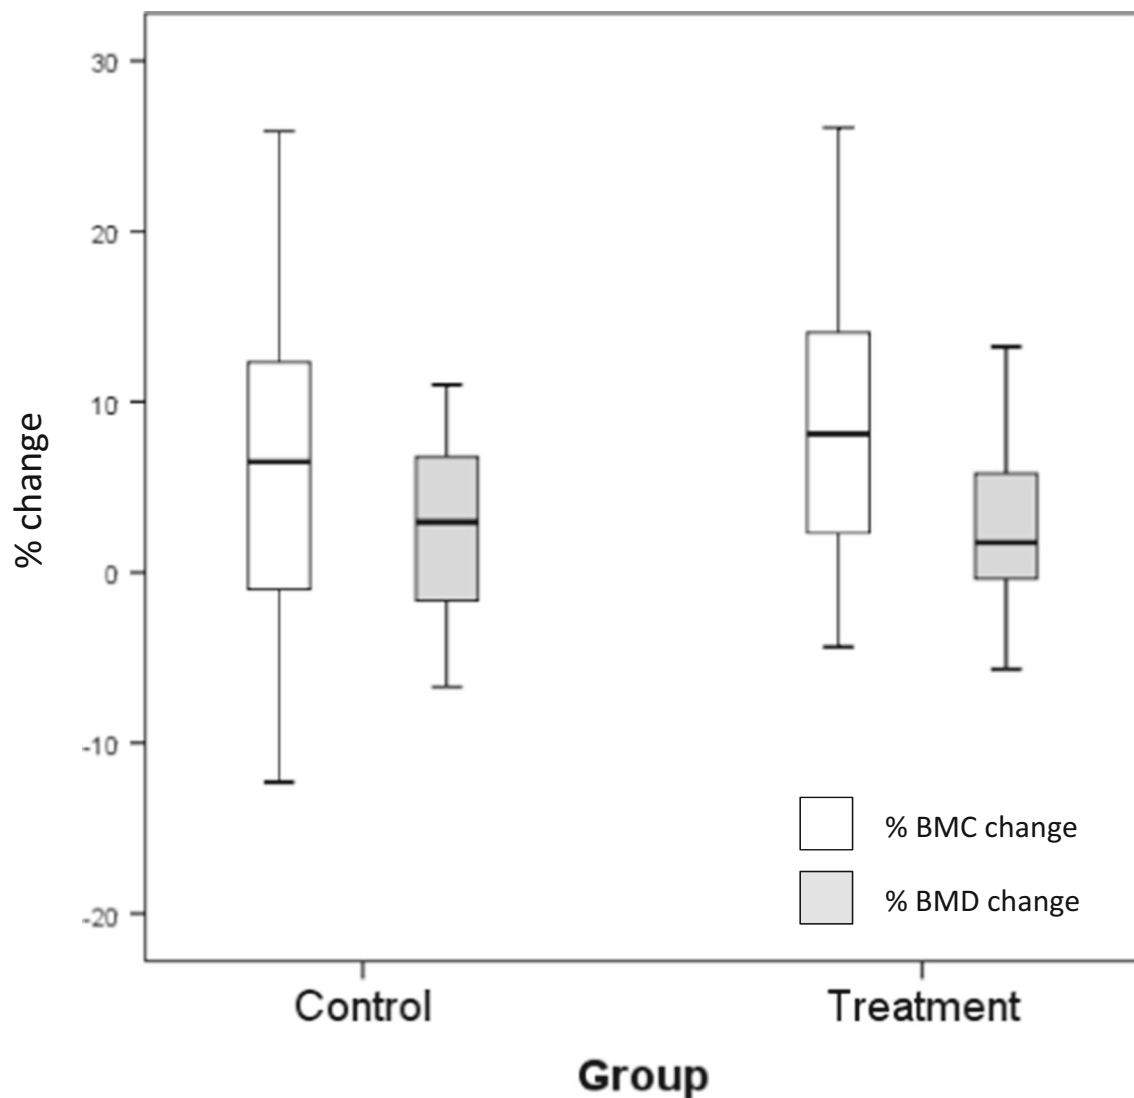 30
20
10
0
-10
-20
% change
% BMC change
% BMD change
Control Treatment
Group